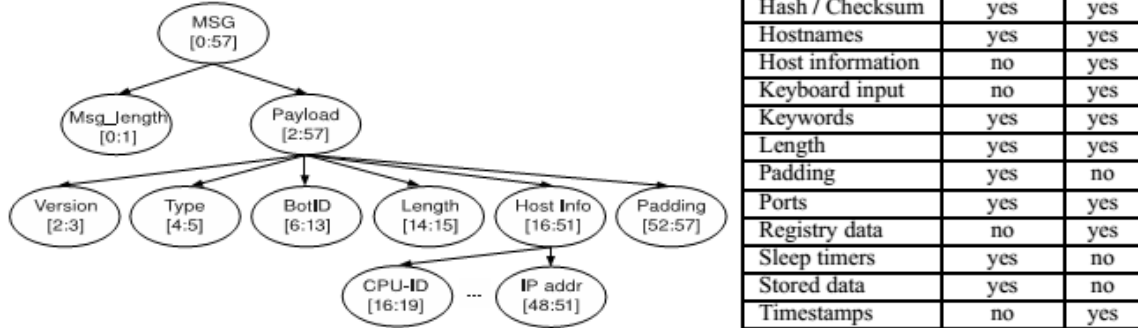 MSG
[0:57]
Msg_length
[0:1]
Payload
[2:57]
Version
[2:3]
Type
[4:5]
BotID
[6:13]
Length
[14:15]
Host Info
[16:51]
Padding
[52:57]
CPU-ID
[16:19]
...
IP addr
[48:51]
Hash / Checksum yes yes
Hostnames yes yes
Host information no yes
Keyboard input no yes
Keywords yes yes
Length yes yes
Padding yes no
Ports yes yes
Registry data no yes
Sleep timers yes no
Stored data yes no
Timestamps no yes